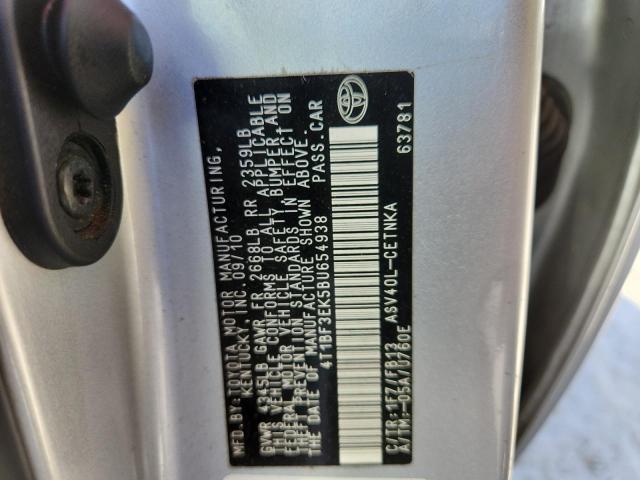 MFD.BY:TOYOTA MOTOR MANUFACTURING,
KENTUCKY, INC.09/10
GVWR 4345LB GAWR FR 2668LB RR 2359LB
THIS VEHICLE CONFORMS TO ALL APPLICABLE
FEDERAL MOTOR VEHICLE SAFETY, BUMPER, AND
THEFT PREVENTION STANDARDS IN EFFECT ON
THE DATE OF MANUFACTURE SHOWN ABOVE.
4T1BF3EK5BU654938 PASS.CAR
C/TR:1F7/FB13 ASV40L-CETNKA
A/TM:-05A/U760E 63781